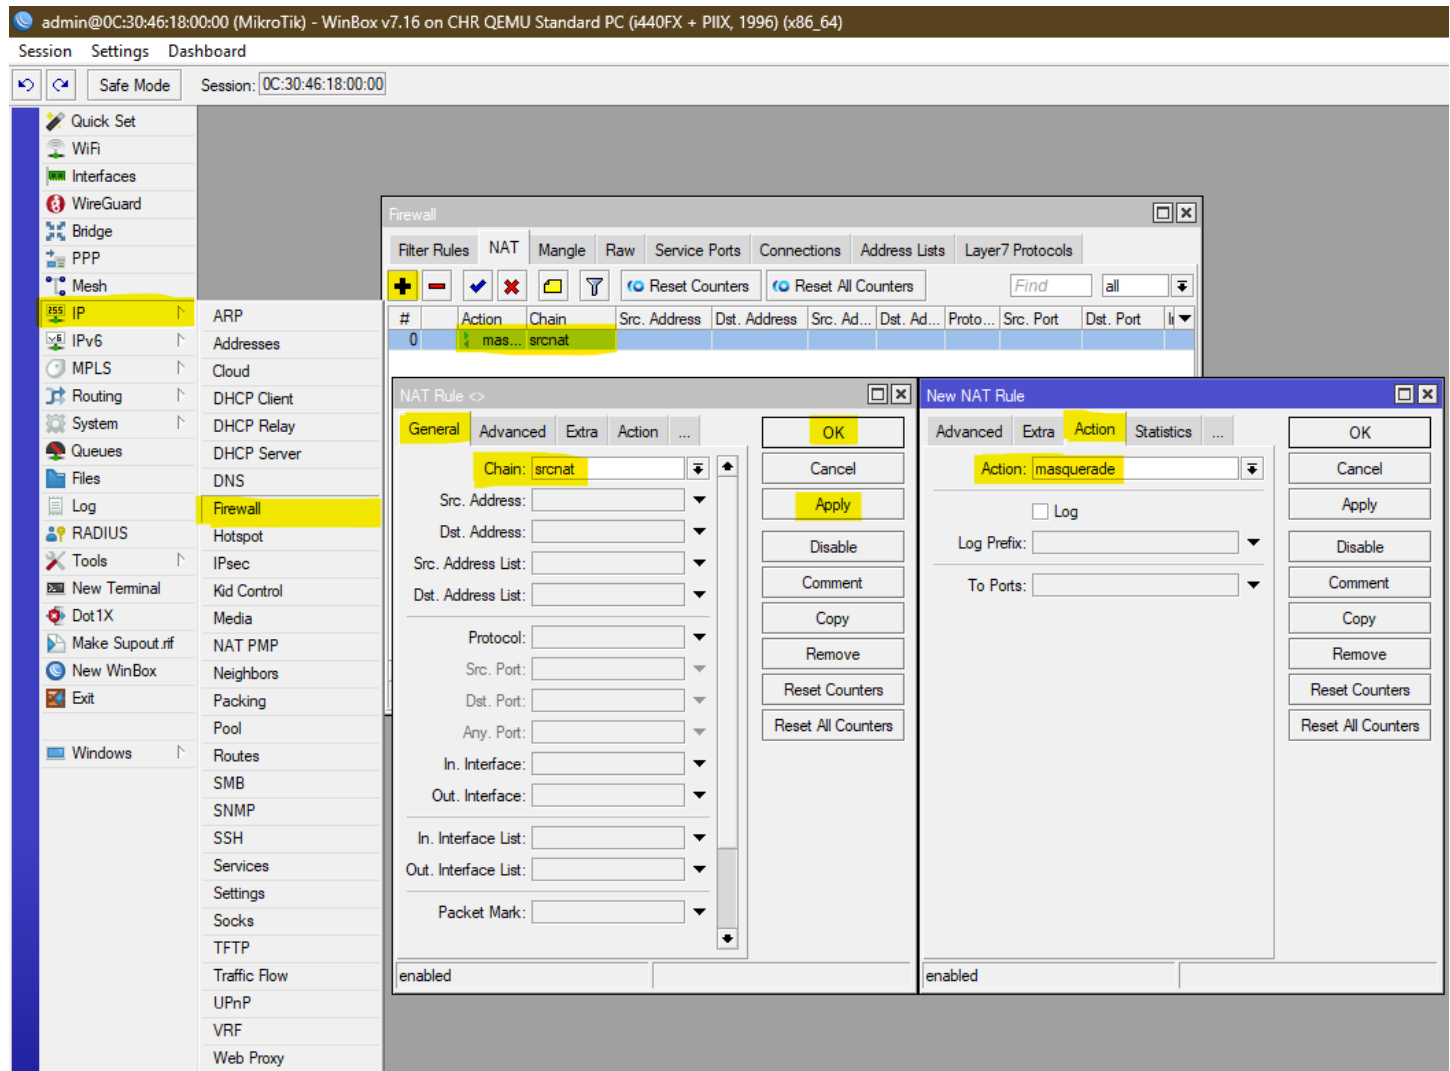 admin@0C:30:46:18:00:00 (MikroTik) - WinBox v7.16 on CHR QEMU Standard PC (i440FX + PIIX, 1996) (x86_64)
Session Settings Dashboard
Safe Mode Session: 0C:30:46:18:00:00
Quick Set
WiFi
Interfaces
WireGuard
Bridge
PPP
Mesh
IP
IPv6
MPLS
Routing
System
Queues
Files
Log
RADIUS
Tools
New Terminal
Dot1X
Make Supout.rif
New WinBox
Exit
Windows
ARP
Addresses
Cloud
DHCP Client
DHCP Relay
DHCP Server
DNS
Firewall
Hotspot
IPsec
Kid Control
Media
NAT PMP
Neighbors
Packing
Pool
Routes
SMB
SNMP
SSH
Services
Settings
Socks
TFTP
Traffic Flow
UPnP
VRF
Web Proxy
Firewall
Filter Rules NAT Mangle Raw Service Ports Connections Address Lists Layer7 Protocols
Reset Counters Reset All Counters Find all
# Action Chain Src. Address Dst. Address Src. Ad... Dst. Ad... Proto... Src. Port Dst. Port
0 mas... srcnat
NAT Rule <>
General Advanced Extra Action ...
Chain: srcnat
Src. Address:
Dst. Address:
Src. Address List:
Dst. Address List:
Protocol:
Src. Port:
Dst. Port:
Any. Port:
In. Interface:
Out. Interface:
In. Interface List:
Out. Interface List:
Packet Mark:
OK
Cancel
Apply
Disable
Comment
Copy
Remove
Reset Counters
Reset All Counters
enabled
New NAT Rule
Advanced Extra Action Statistics ...
Action: masquerade
Log
Log Prefix:
To Ports:
OK
Cancel
Apply
Disable
Comment
Copy
Remove
Reset Counters
Reset All Counters
enabled